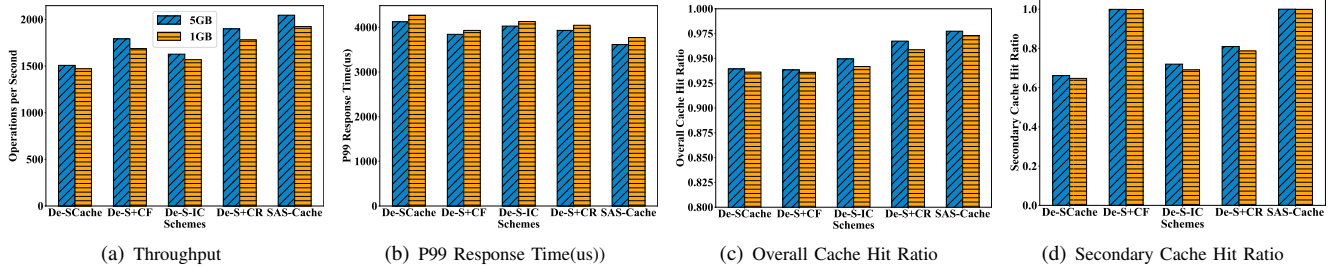 Operations per Second
2000
1500
1000
500
0
5GB
1GB
De-SCache De-S+CF De-S-IC De-S+CR SAS-Cache
Schemes
(a) Throughput
P99 Response Time(us)
4000
2000
0
De-SCache De-S+CF De-S-IC De-S+CR SAS-Cache
Schemes
(b) P99 Response Time(us))
Overall Cache Hit Ratio
1.000
0.975
0.950
0.925
0.900
0.875
0.850
0.825
0.800
De-SCache De-S+CF De-S-IC De-S+CR SAS-Cache
Schemes
(c) Overall Cache Hit Ratio
Secondary Cache Hit Ratio
1.0
0.8
0.6
0.4
0.2
0.0
De-SCache De-S+CF De-S-IC De-S+CR SAS-Cache
Schemes
(d) Secondary Cache Hit Ratio